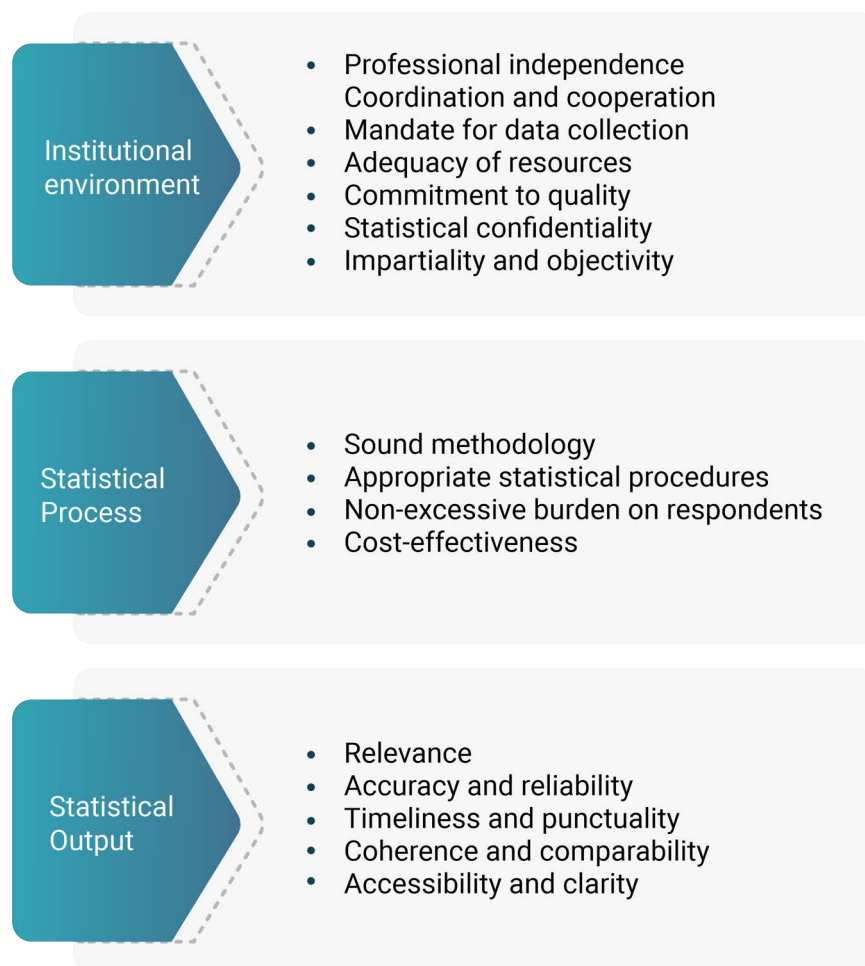 Institutional
environment
• Professional independence
Coordination and cooperation
• Mandate for data collection
• Adequacy of resources
• Commitment to quality
• Statistical confidentiality
• Impartiality and objectivity
Statistical
Process
• Sound methodology
• Appropriate statistical procedures
• Non-excessive burden on respondents
• Cost-effectiveness
Statistical
Output
• Relevance
• Accuracy and reliability
• Timeliness and punctuality
• Coherence and comparability
• Accessibility and clarity